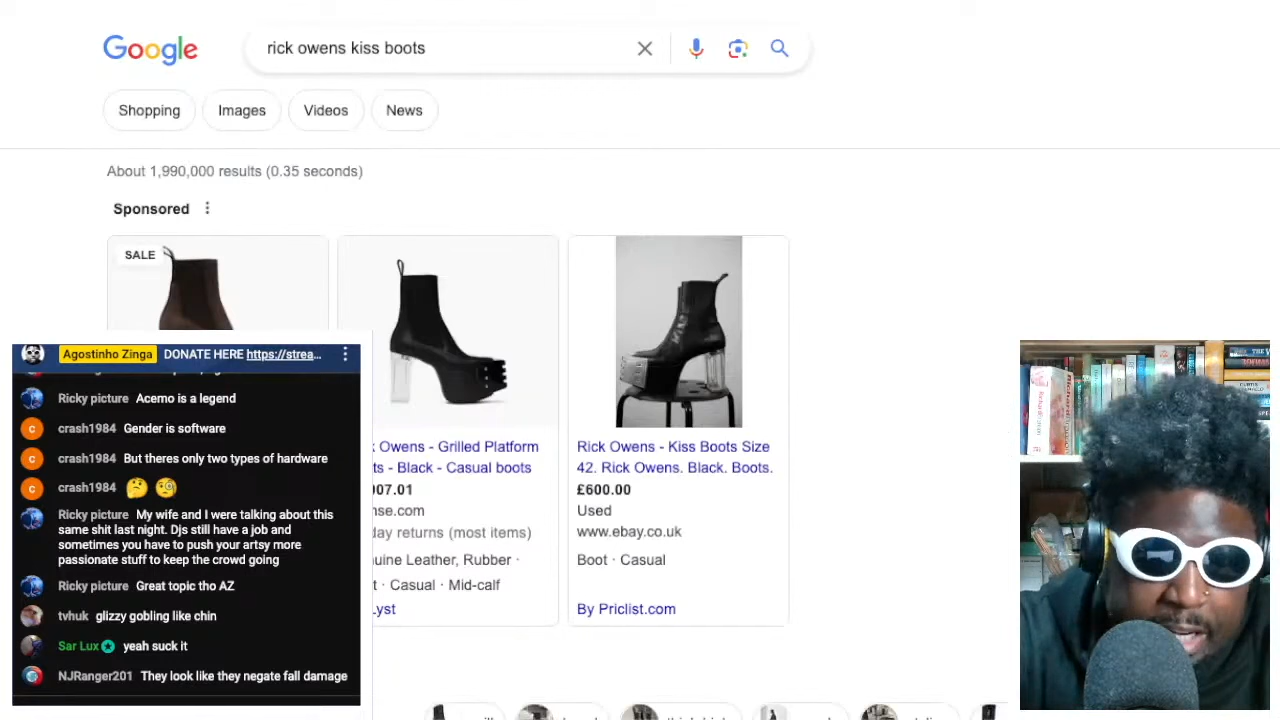 Google
rick owens kiss boots
Shopping
Images
Videos
News
About 1,990,000 results (0.35 seconds)
Sponsored
SALE
Agostinho Zinga DONATE HERE https://strea...
Ricky picture Acemo is a legend
crash1984 Gender is software
crash1984 But theres only two types of hardware
crash1984 🤔 🧐
Ricky picture My wife and I were talking about this
same shit last night. Djs still have a job and
sometimes you have to push your artsy more
passionate stuff to keep the crowd going
Ricky picture Great topic tho AZ
tvhuk glizzy gobling like chin
Sar Lux yeah suck it
NJRanger201 They look like they negate fall damage
k Owens - Grilled Platform
ts - Black - Casual boots
007.01
nse.com
day returns (most items)
uine Leather, Rubber ·
t · Casual · Mid-calf
Lyst
Rick Owens - Kiss Boots Size
42. Rick Owens. Black. Boots.
£600.00
Used
www.ebay.co.uk
Boot · Casual
By Priclist.com